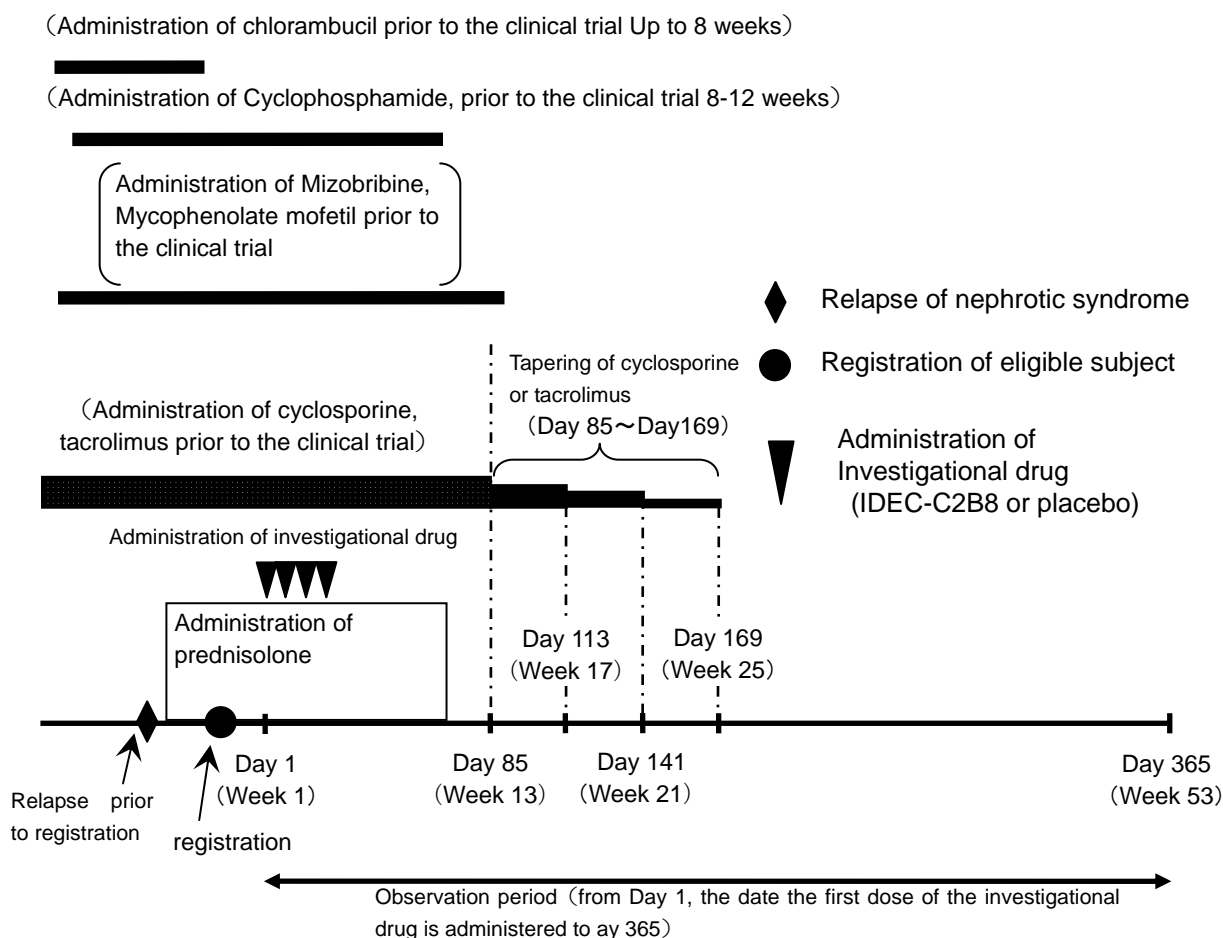 （Administration of chlorambucil prior to the clinical trial Up to 8 weeks）
（Administration of Cyclophosphamide, prior to the clinical trial 8-12 weeks）
Administration of Mizobribine,
Mycophenolate mofetil prior to
the clinical trial
Relapse of nephrotic syndrome
Registration of eligible subject
Administration of
Investigational drug
(IDEC-C2B8 or placebo)
Tapering of cyclosporine
or tacrolimus
（Day 85～Day169）
（Administration of cyclosporine,
tacrolimus prior to the clinical trial）
Administration of investigational drug
Administration of
prednisolone
Day 113
（Week 17）
Day 169
（Week 25）
Day 1
（Week 1）
Day 85
（Week 13）
Day 141
（Week 21）
Day 365
（Week 53）
Relapse prior
to registration
registration
Observation period（from Day 1, the date the first dose of the investigational
drug is administered to ay 365）